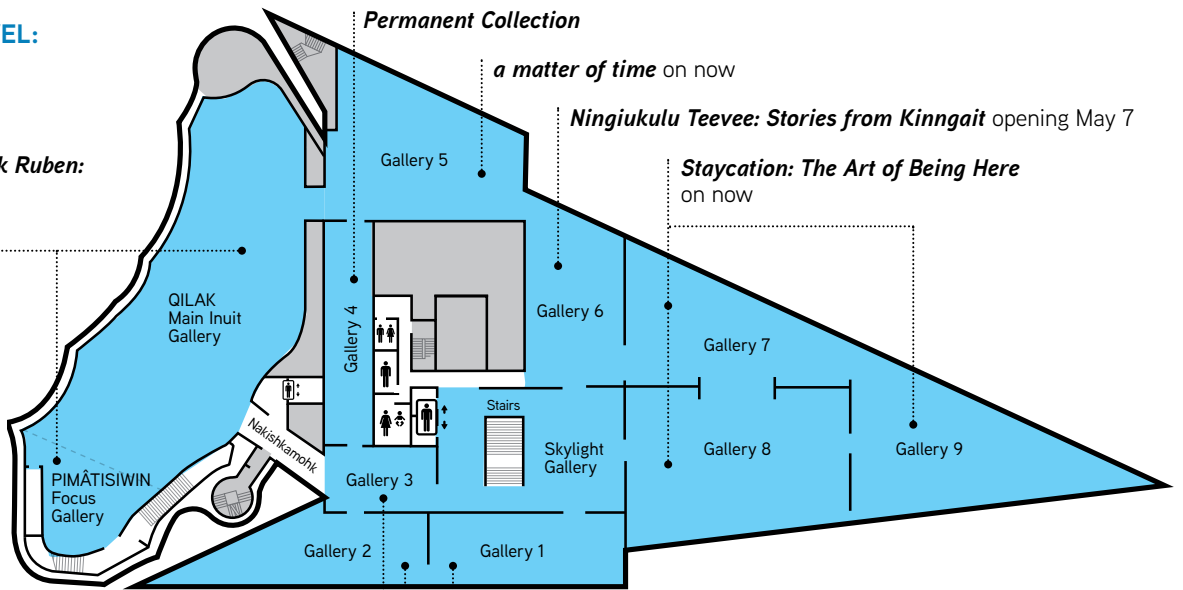 EL:
Permanent Collection
a matter of time on now
Ningiukulu Teevee: Stories from Kinngait opening May 7
k Ruben:
Staycation: The Art of Being Here
on now
Gallery 5
QILAK
Main Inuit
Gallery
Gallery 4
Gallery 6
Gallery 7
Stairs
Nakishkamohk
Skylight
Gallery
Gallery 8
Gallery 9
PIMÂTISIWIN
Focus
Gallery
Gallery 3
Gallery 2
Gallery 1